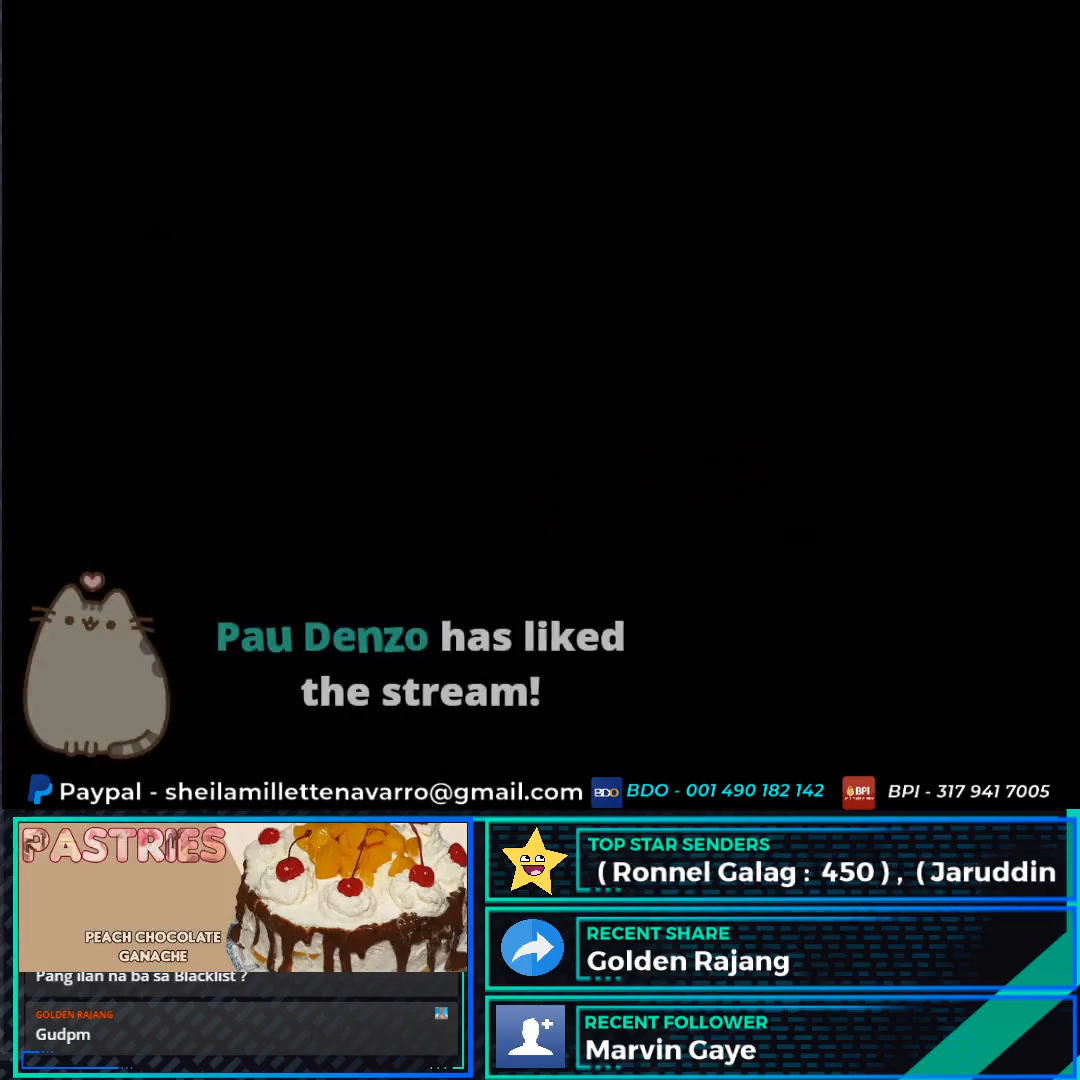 Pau Denzo has liked
the stream!
Paypal - sheilamillettenavarro@gmail.com
BDO
BDO - 001 490 182 142
BPI
BPI - 317 941 7005
PASTRIES
PEACH CHOCOLATE
GANACHE
Pang ilan na ba sa Blacklist ?
GOLDEN RAJANG
Gudpm
TOP STAR SENDERS
( Ronnel Galag : 450 ) , ( Jaruddin
RECENT SHARE
Golden Rajang
RECENT FOLLOWER
Marvin Gaye